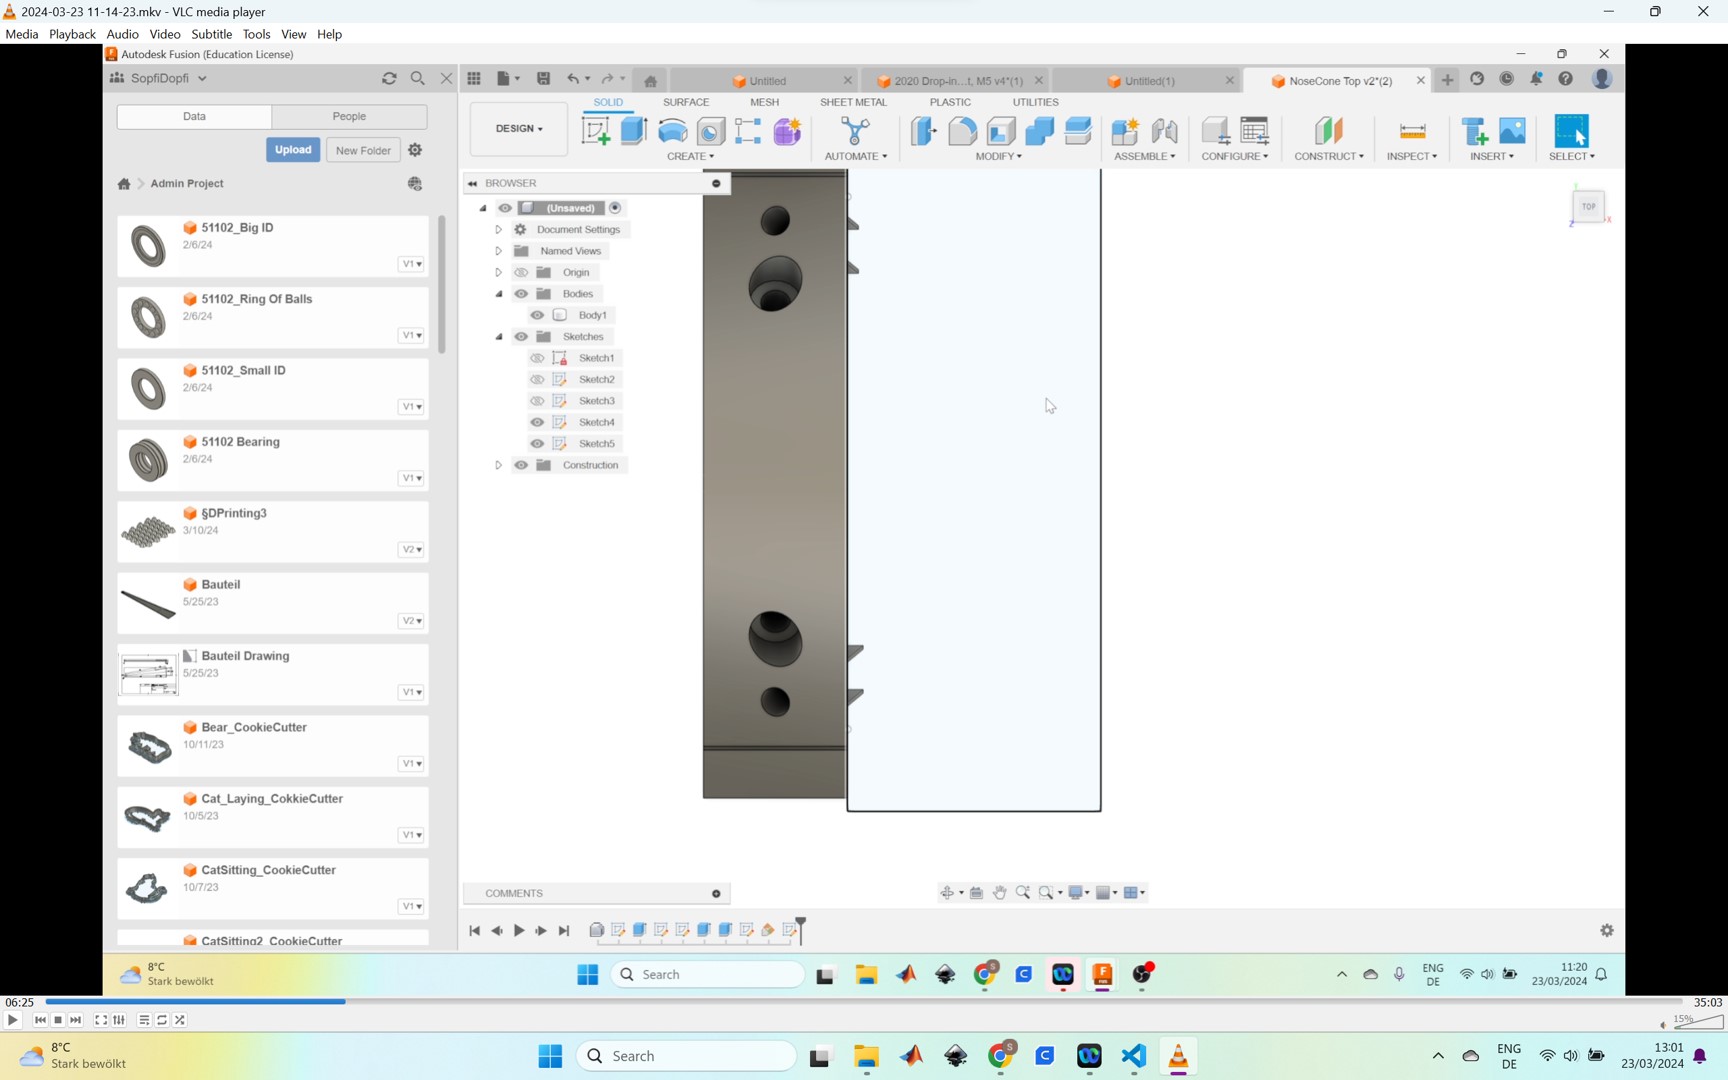 2024-03-23 11-14-23.mkv - VLC media player
Media Playback Audio Video Subtitle Tools View Help
Autodesk Fusion (Education License)
SopfiDopfi
Untitled
2020 Drop-in...t, M5 v4*(1)
Untitled(1)
NoseCone Top v2*(2)
Data
People
Upload
New Folder
Admin Project
DESIGN
SOLID SURFACE MESH SHEET METAL PLASTIC UTILITIES
CREATE AUTOMATE MODIFY ASSEMBLE CONFIGURE CONSTRUCT INSPECT INSERT SELECT
51102_Big ID
2/6/24
V1
51102_Ring Of Balls
2/6/24
V1
51102_Small ID
2/6/24
V1
51102 Bearing
2/6/24
V1
§DPrinting3
3/10/24
V2
Bauteil
5/25/23
V2
Bauteil Drawing
5/25/23
V1
Bear_CookieCutter
10/11/23
V1
Cat_Laying_CokkieCutter
10/5/23
V1
CatSitting_CookieCutter
10/7/23
V1
CatSitting2_CookieCutter
BROWSER
(Unsaved)
Document Settings
Named Views
Origin
Bodies
Body1
Sketches
Sketch1
Sketch2
Sketch3
Sketch4
Sketch5
Construction
TOP
X
Z
COMMENTS
8°C
Stark bewölkt
Search
ENG
DE
11:20
23/03/2024
06:25
35:03
15%
8°C
Stark bewölkt
Search
ENG
DE
13:01
23/03/2024